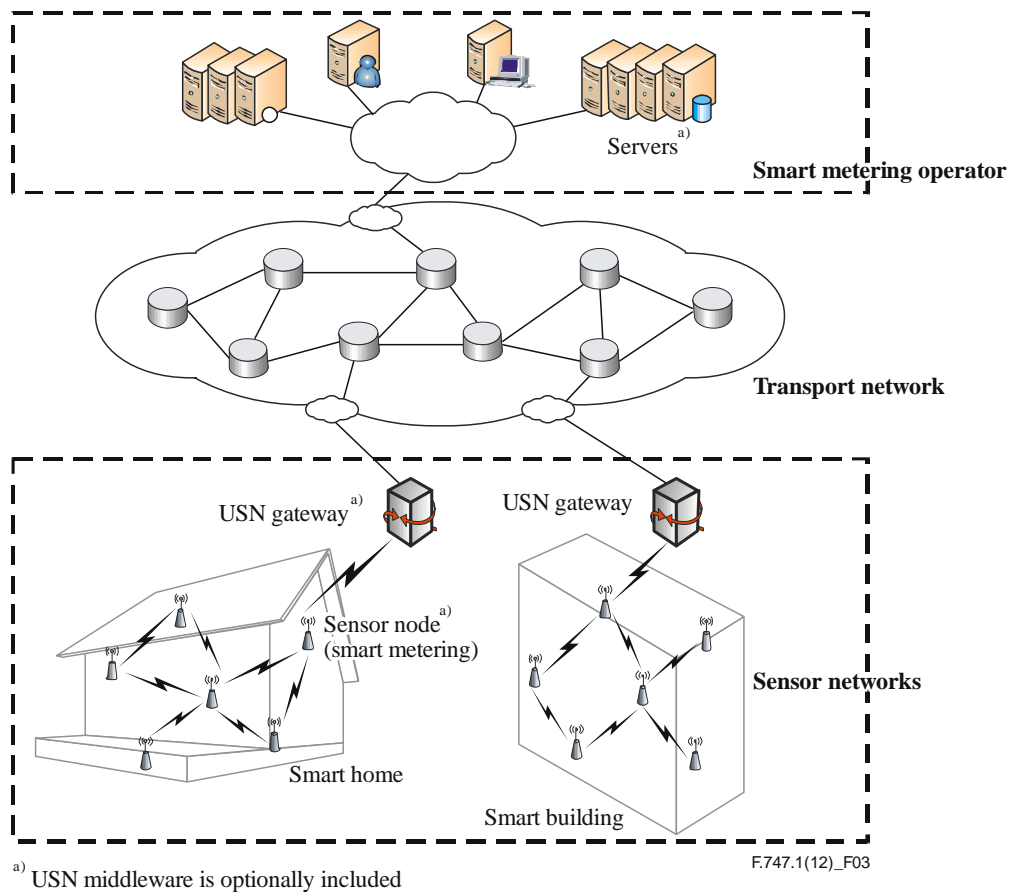 Servers a)
Smart metering operator
Transport network
USN gateway a)
USN gateway
Sensor node a)
(smart metering)
Sensor networks
Smart home
Smart building
F.747.1(12)_F03
a) USN middleware is optionally included